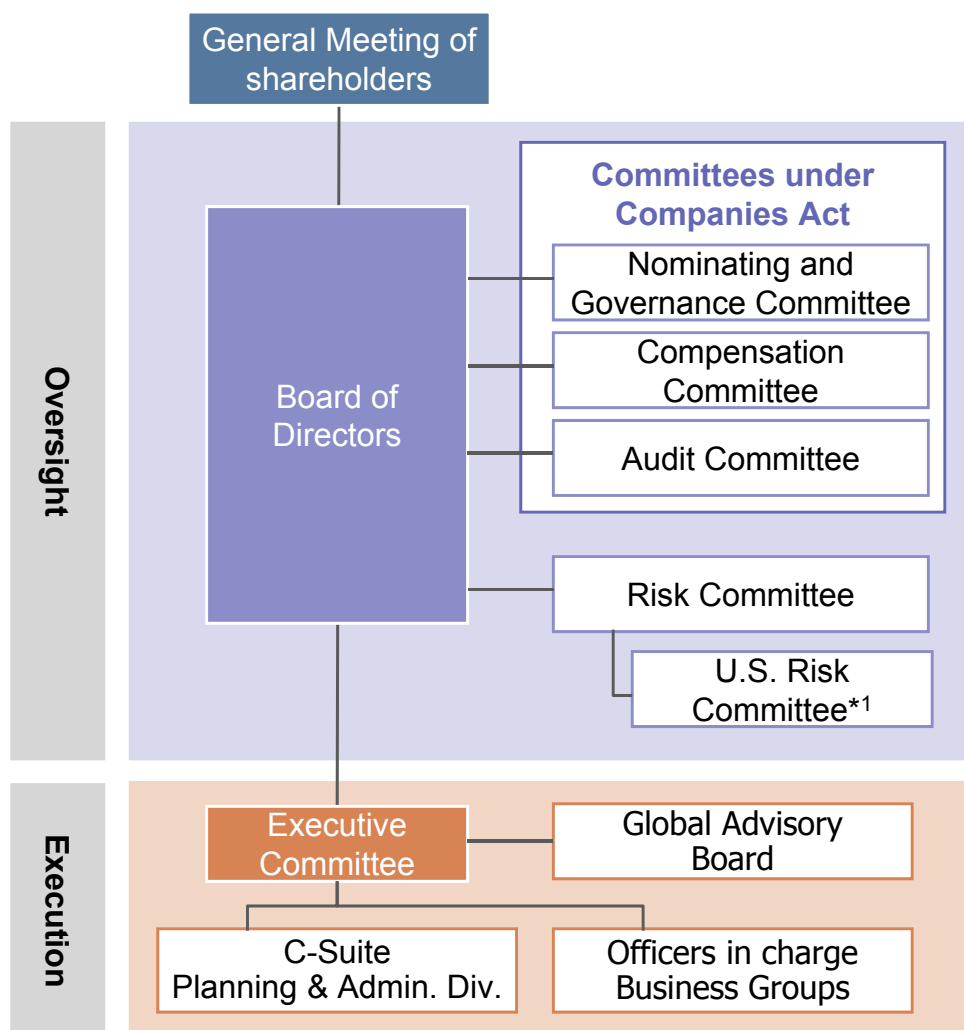 General Meeting of
shareholders
Oversight
Committees under
Companies Act
Nominating and
Governance Committee
Compensation
Committee
Audit Committee
Board of
Directors
Risk Committee
U.S. Risk
Committee*1
Execution
Executive
Committee
Global Advisory
Board
C-Suite
Planning & Admin. Div.
Officers in charge
Business Groups